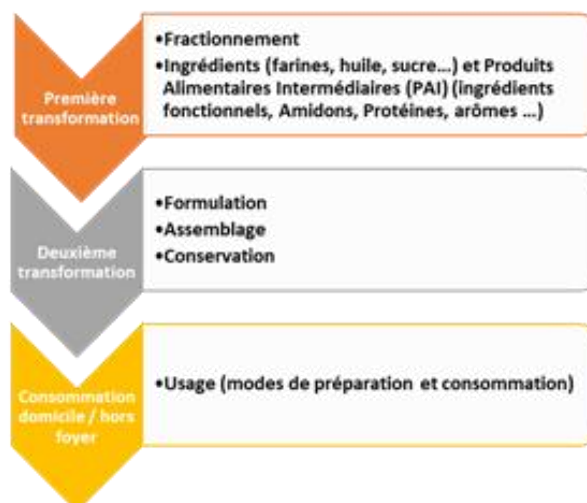 Première
transformation
•Fractionnement
•Ingrédients (farines, huile, sucre...) et Produits
Alimentaires Intermédiaires (PAI) (ingrédients
fonctionnels, Amidons, Protéines, arômes ...)
Deuxième
transformation
•Formulation
•Assemblage
•Conservation
Consommation
domicile / hors
foyer
•Usage (modes de préparation et consommation)